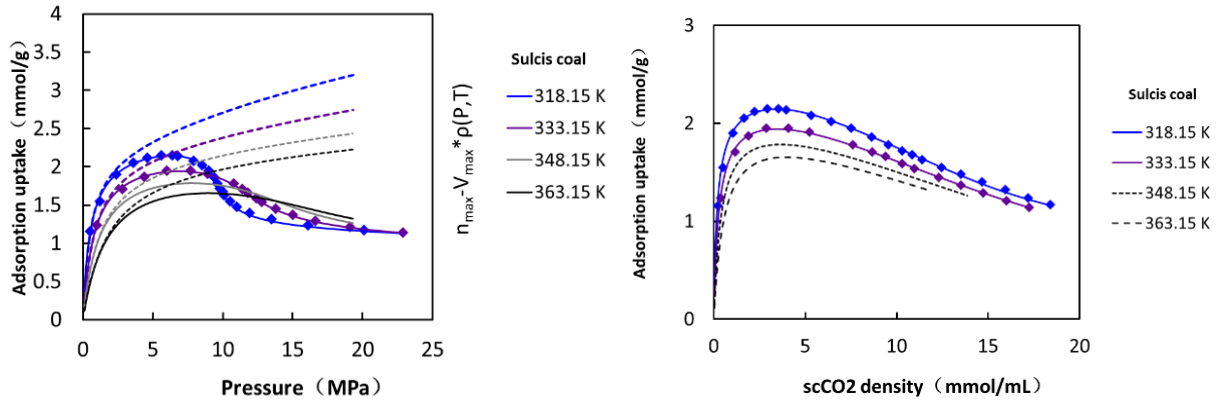 Adsorption uptake（mmol/g）
4
3.5
3
2.5
2
1.5
1
0.5
0
0
5
10
15
20
25
Pressure（MPa）
Sulcis coal
318.15 K
333.15 K
348.15 K
363.15 K
nmax-Vmax*ρ(P,T)
Adsorption uptake（mmol/g）
3
2
1
0
0
5
10
15
20
scCO2 density（mmol/mL）
Sulcis coal
318.15 K
333.15 K
348.15 K
363.15 K